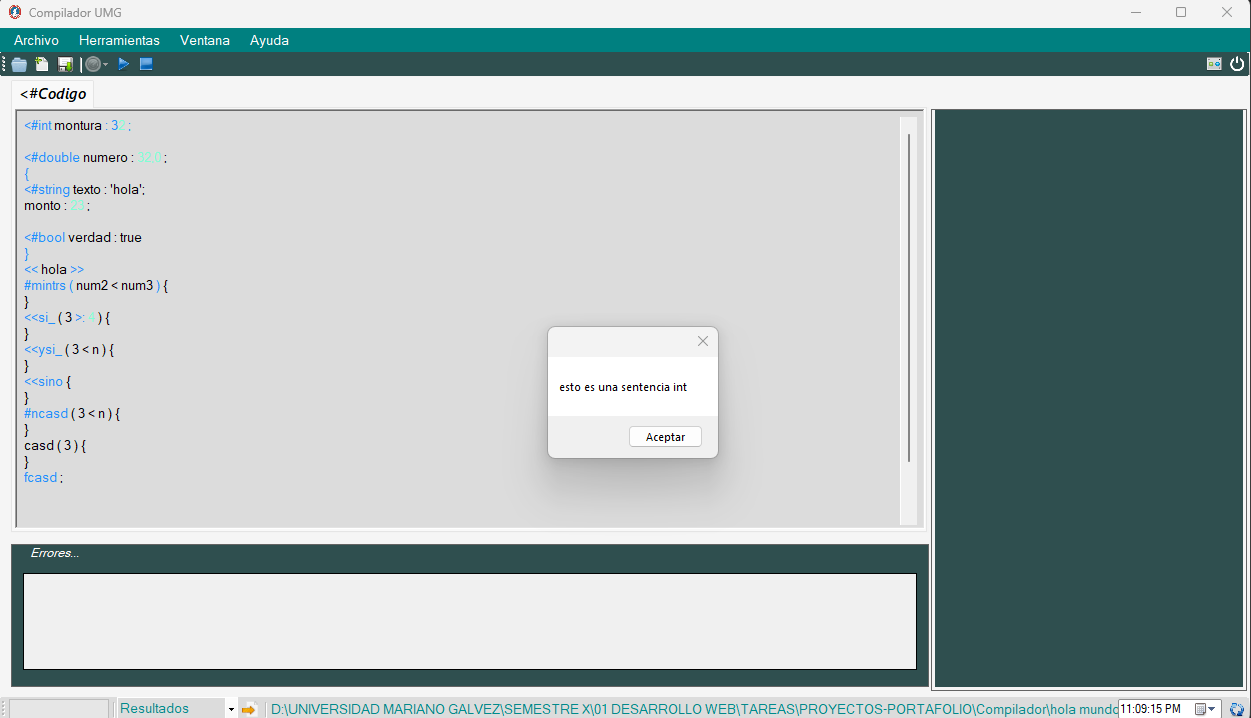 Compilador UMG
Archivo Herramientas Ventana Ayuda
<#Codigo
<#int montura : 32 ;
<#double numero : 32.0 ;
{
<#string texto : 'hola';
monto : 23 ;
<#bool verdad : true
}
<< hola >>
#mintrs ( num2 < num3 ) {
}
<<si_ ( 3 >: 4 ) {
}
<<ysi_ ( 3 < n ) {
}
<<sino {
}
#ncasd ( 3 < n ) {
}
casd ( 3 ) {
}
fcasd ;
esto es una sentencia int
Aceptar
Errores...
Resultados
D:\UNIVERSIDAD MARIANO GALVEZ\SEMESTRE X\01 DESARROLLO WEB\TAREAS\PROYECTOS-PORTAFOLIO\Compilador\hola mundo
11:09:15 PM